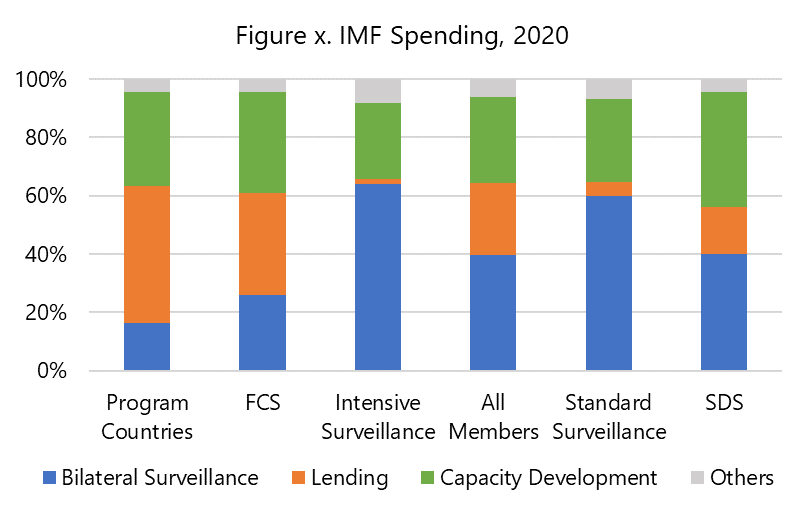 Figure x. IMF Spending, 2020
100%
80%
60%
40%
20%
0%
Program
Countries
FCS
Intensive
Surveillance
All
Members
Standard
Surveillance
SDS
Bilateral Surveillance
Lending
Capacity Development
Others